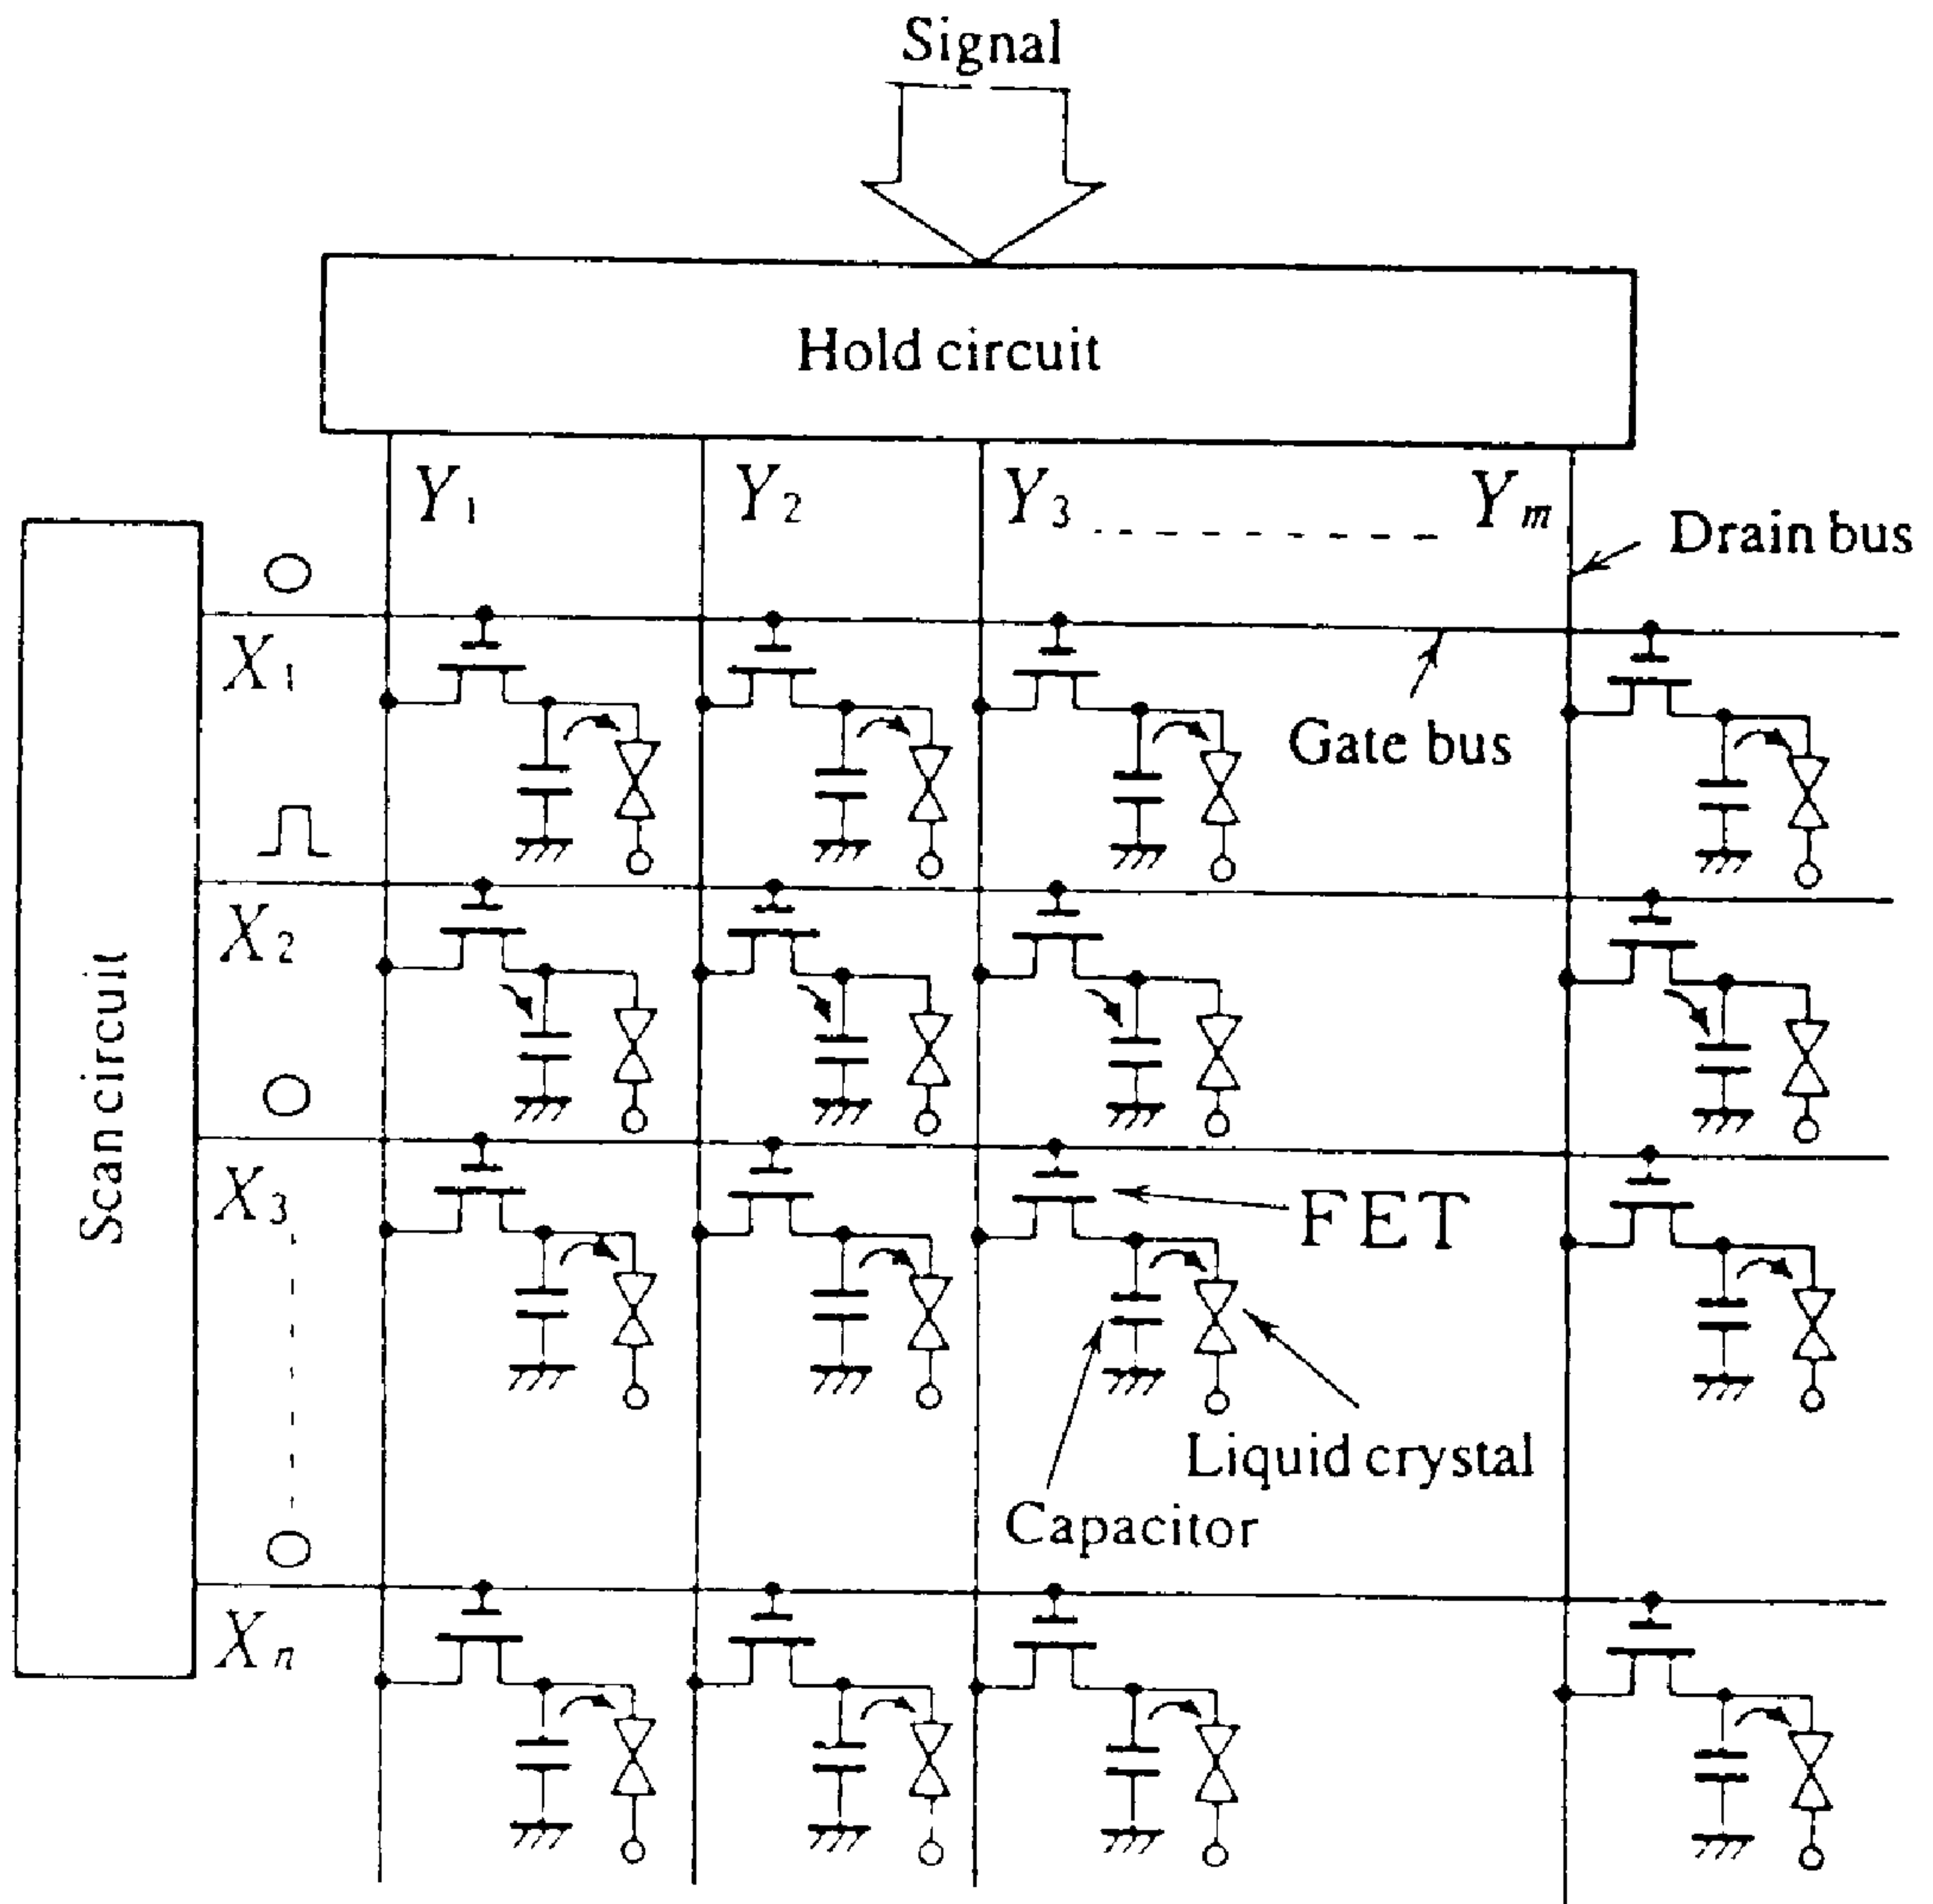 Signal
Hold circuit
Y1 Y2 Y3 Ym
Drain bus
X1
Gate bus
X2
Scan circuit
X3
FET
Liquid crystal
Capacitor
Xn